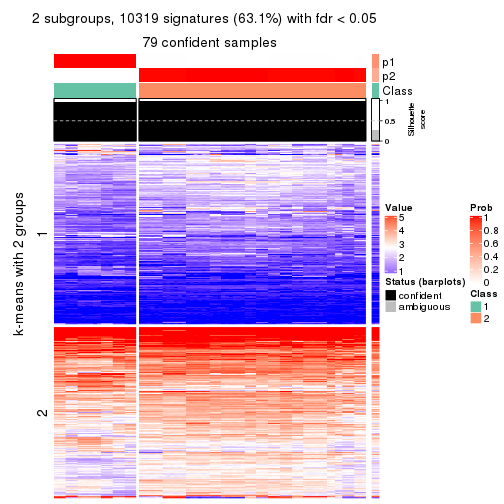 2 subgroups, 10319 signatures (63.1%) with fdr < 0.05
79 confident samples
p1
p2
Class
1
0.5
0
Silhouette
score
k-means with 2 groups
1
2
Value
5
4
3
2
1
Prob
1
0.8
0.6
0.4
0.2
0
Status (barplots)
confident
ambiguous
Class
1
2